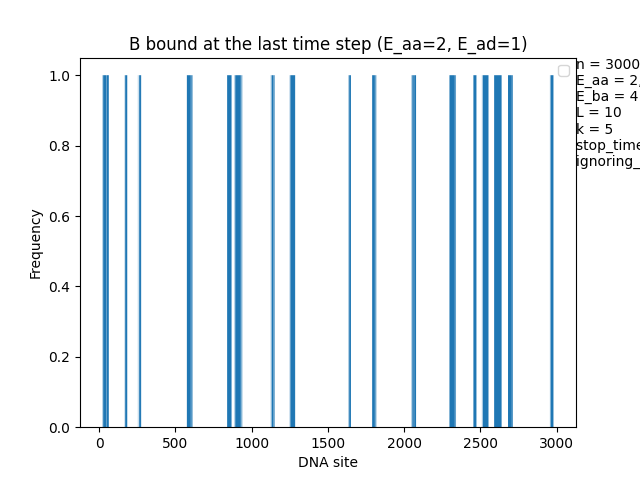 B bound at the last time step (E_aa=2, E_ad=1)
n = 3000
E_aa = 2,
E_ba = 4
L = 10
k = 5
stop_time
ignoring_
1.0
0.8
0.6
0.4
0.2
0.0
Frequency
0
500
1000
1500
2000
2500
3000
DNA site